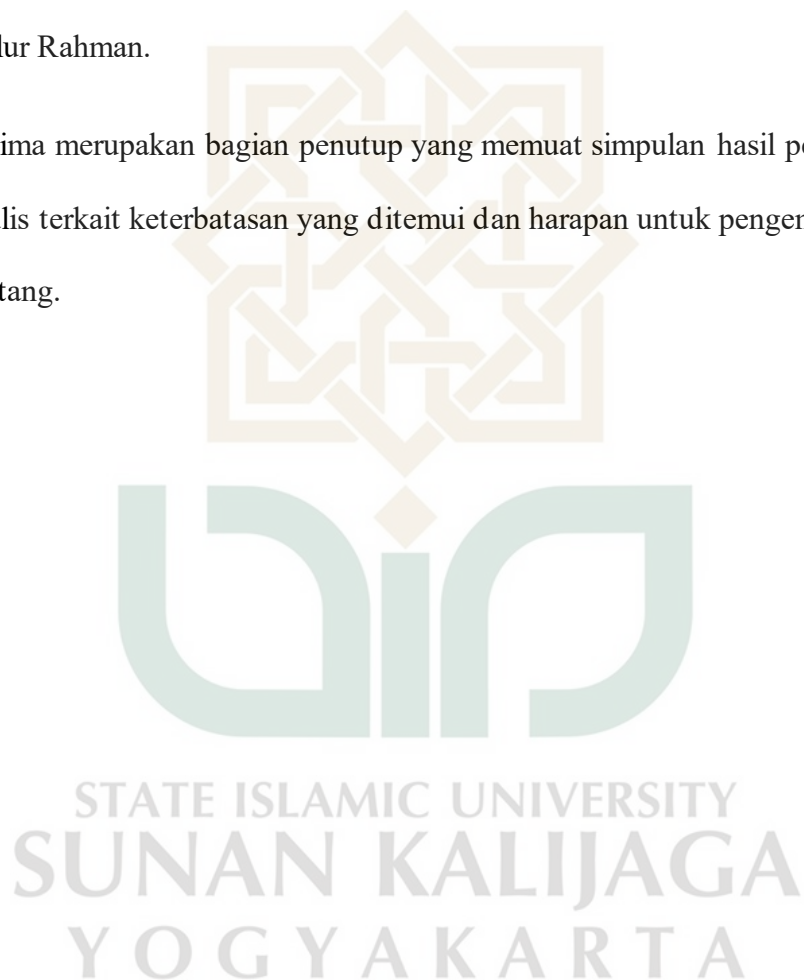 lur Rahman.
ima merupakan bagian penutup yang memuat simpulan hasil pe
lis terkait keterbatasan yang ditemui dan harapan untuk penger
tang.
STATE ISLAMIC UNIVERSITY
SUNAN KALIJAGA
YOGYAKARTA